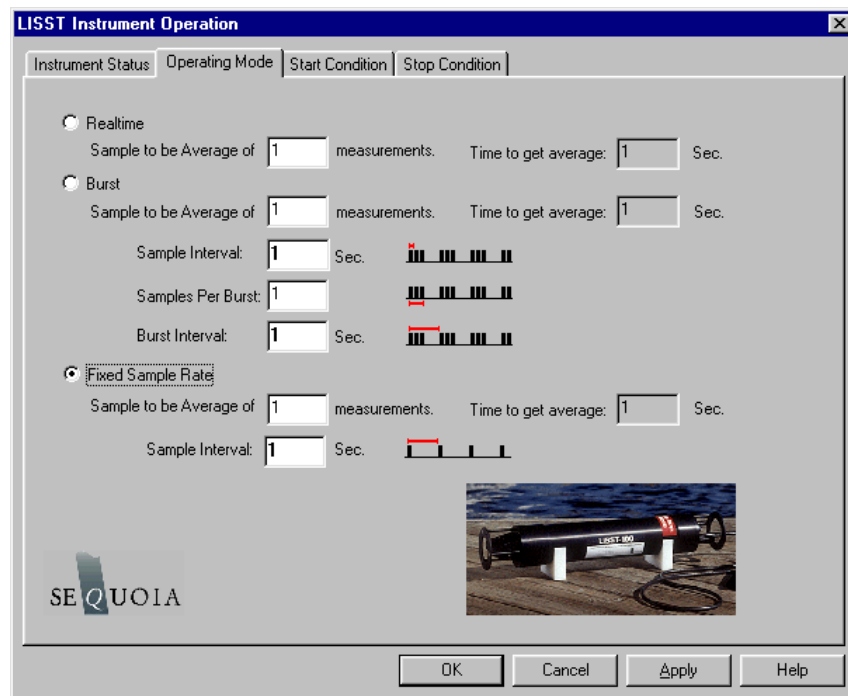 LISST Instrument Operation
Instrument Status Operating Mode Start Condition Stop Condition
Realtime
Sample to be Average of 1 measurements. Time to get average: 1 Sec.
Burst
Sample to be Average of 1 measurements. Time to get average: 1 Sec.
Sample Interval: 1 Sec.
Samples Per Burst: 1
Burst Interval: 1 Sec.
Fixed Sample Rate
Sample to be Average of 1 measurements. Time to get average: 1 Sec.
Sample Interval: 1 Sec.
LISST-100
SEQUOIA
OK Cancel Apply Help